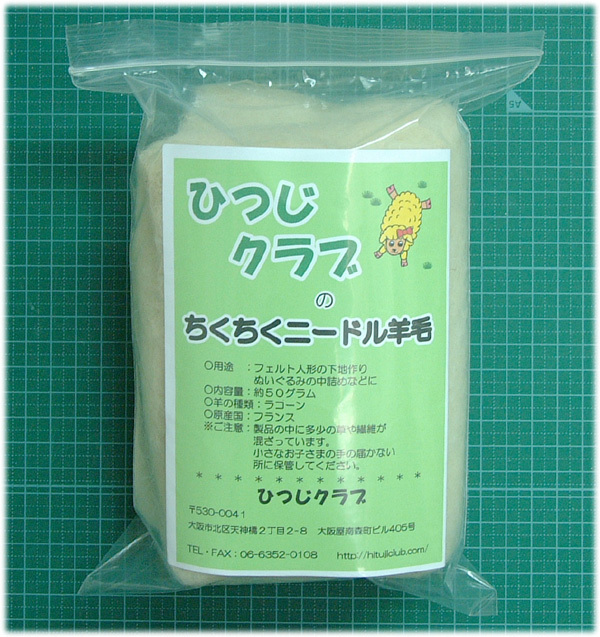 ひつじ
クラブ
の
ちくちくニードル羊毛
○用途　：フェルト人形の下地作り
ぬいぐるみの中詰めなどに
○内容量：約５０グラム
○羊の種類：ラコーン
○原産国：フランス
※ご注意：製品の中に多少の草や繊維が
混ざっています。
小さなお子さまの手の届かない
所に保管してください。
＊＊＊＊＊＊＊＊＊＊＊＊＊
ひつじクラブ
〒530-0041
大阪市北区天神橋２丁目２-８　大阪屋南森町ビル405号
TEL・FAX：06-6352-0108　http://hitujiclub.com/
A5